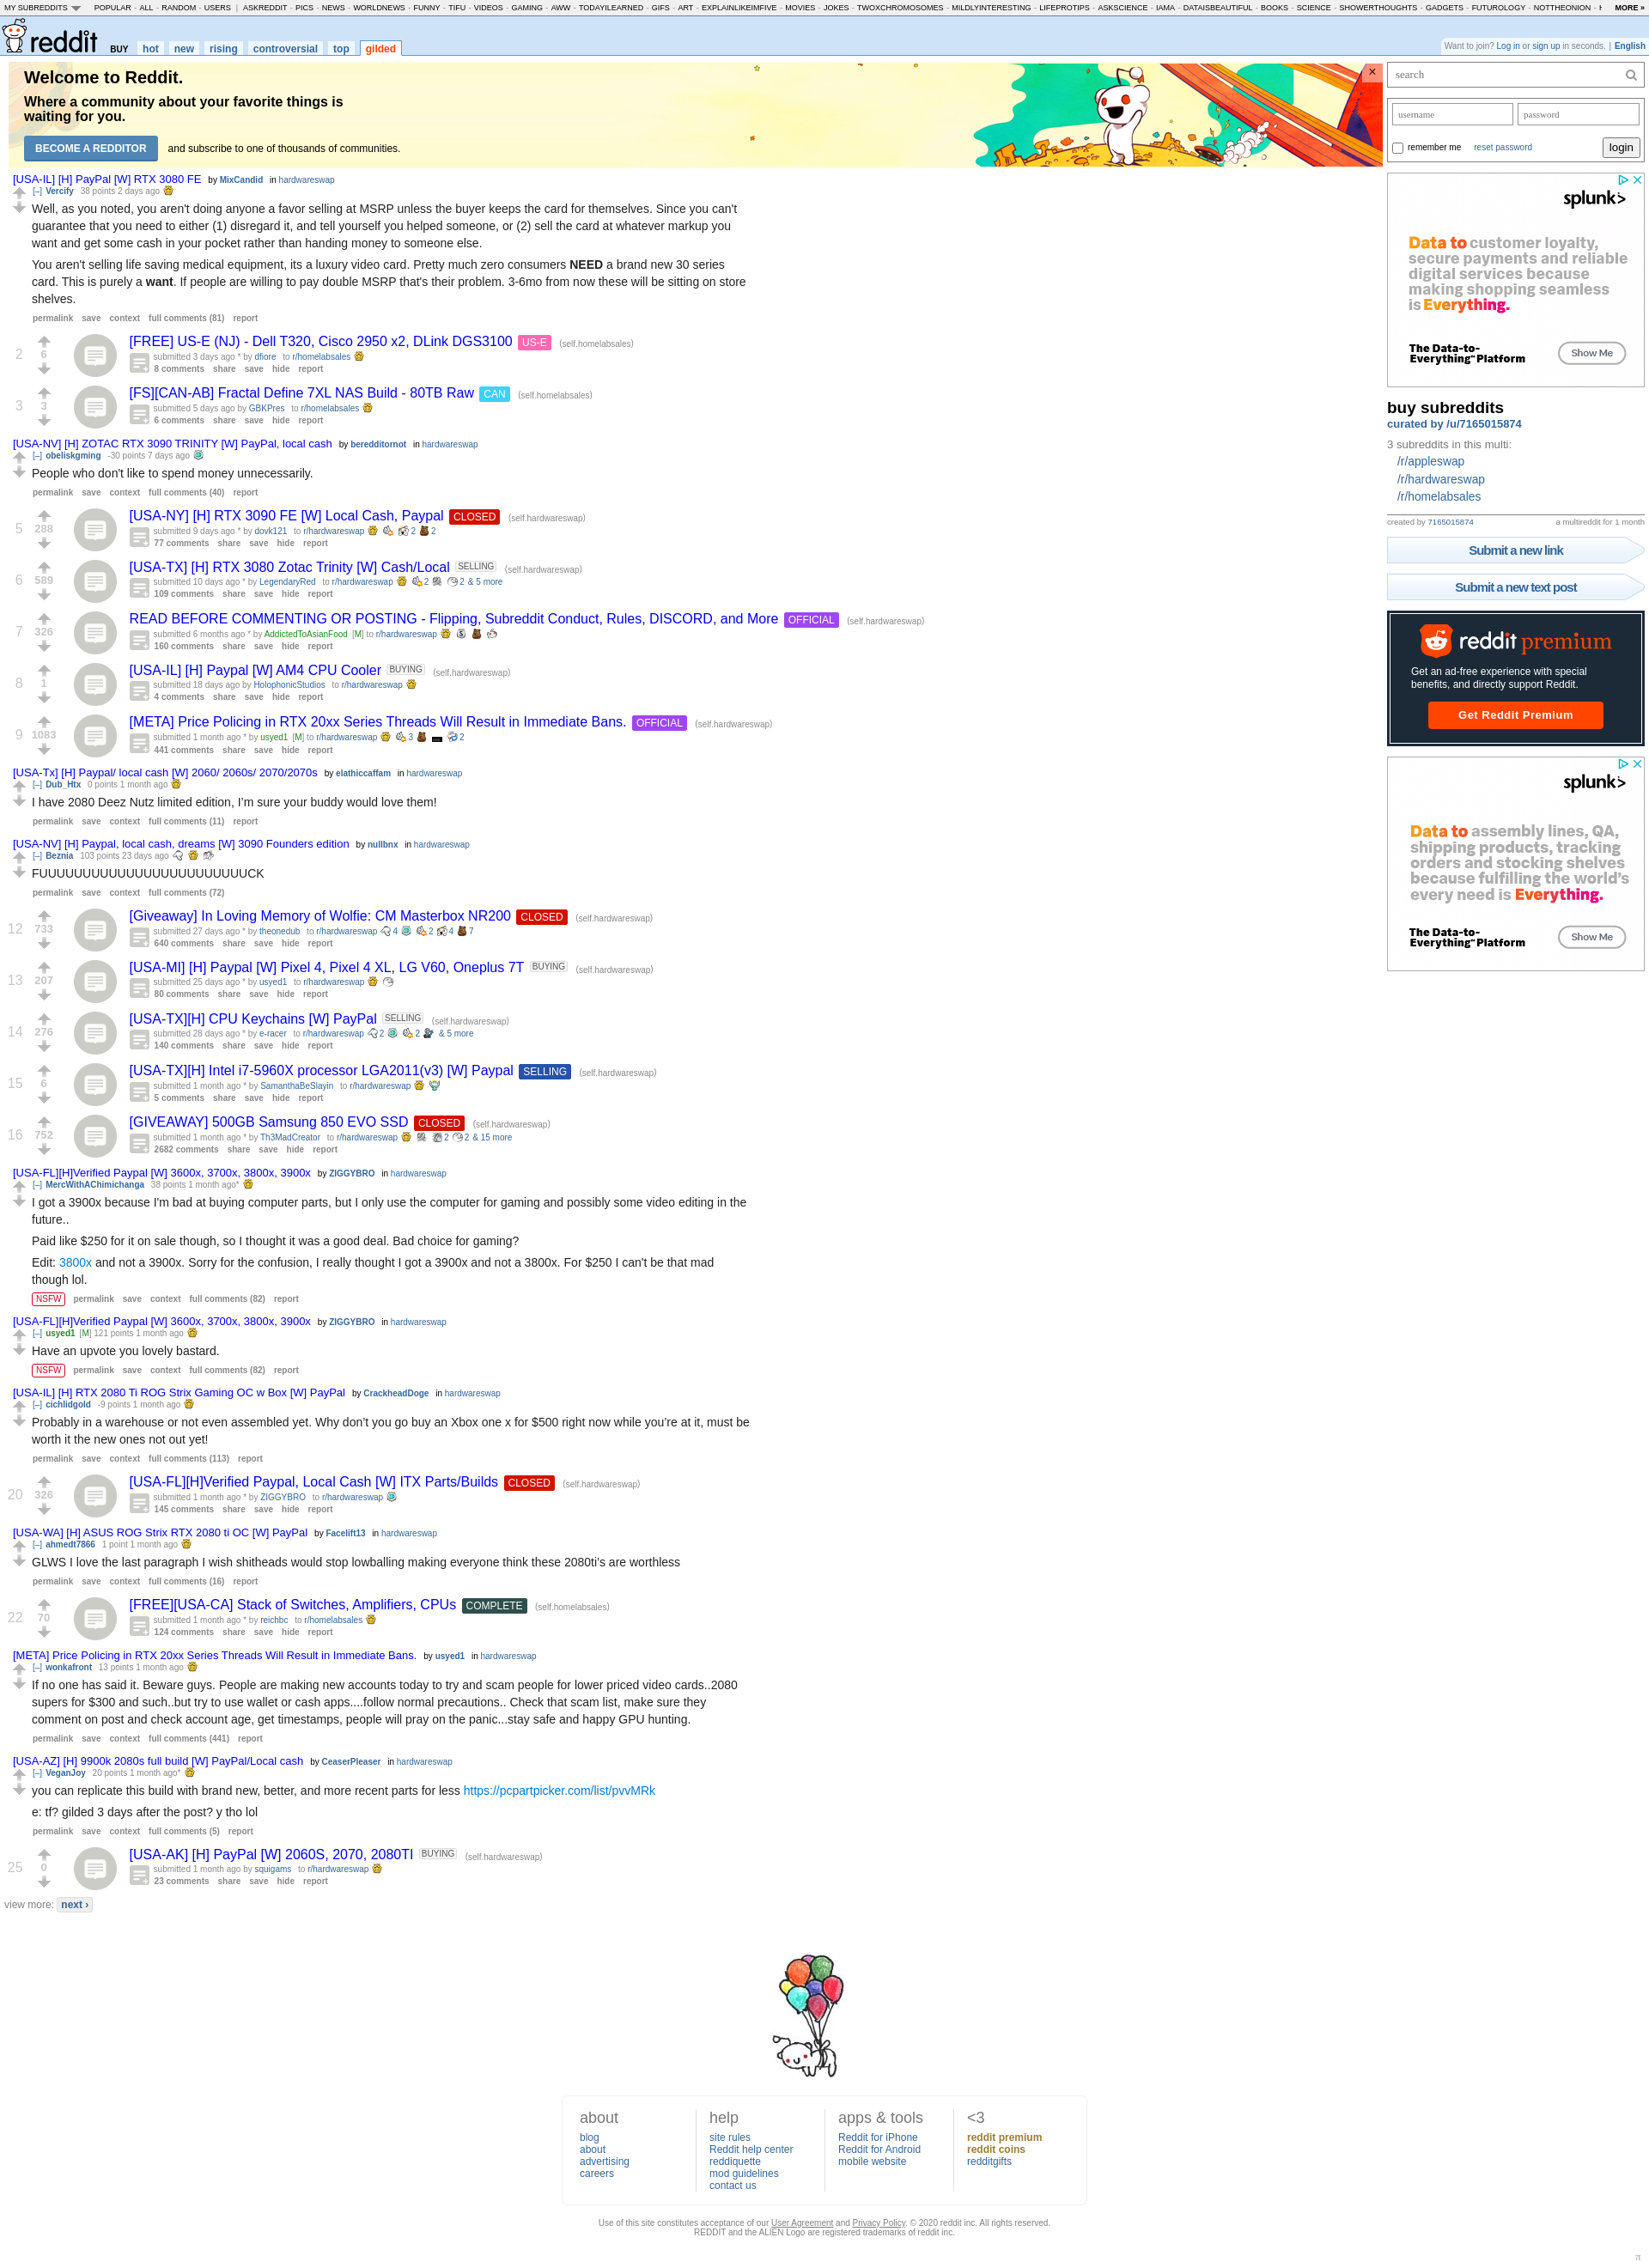 MY SUBREDDITS POPULAR - ALL - RANDOM - USERS | ASKREDDIT - PICS - NEWS - WORLDNEWS - FUNNY - TIFU - VIDEOS - GAMING - AWW - TODAYILEARNED - GIFS - ART - EXPLAINLIKEIMFIVE - MOVIES - JOKES - TWOXCHROMOSOMES - MILDLYINTERESTING - LIFEPROTIPS - ASKSCIENCE - IAMA - DATAISBEAUTIFUL - BOOKS - SCIENCE - SHOWERTHOUGHTS - GADGETS - FUTUROLOGY - NOTTHEONION - MORE »
reddit BUY hot new rising controversial top gilded
Want to join? Log in or sign up in seconds. | English
Welcome to Reddit.
Where a community about your favorite things is
waiting for you.
BECOME A REDDITOR and subscribe to one of thousands of communities.
[USA-IL] [H] PayPal [W] RTX 3080 FE by MixCandid in hardwareswap
[–] Vercify 38 points 2 days ago
Well, as you noted, you aren't doing anyone a favor selling at MSRP unless the buyer keeps the card for themselves. Since you can't
guarantee that you need to either (1) disregard it, and tell yourself you helped someone, or (2) sell the card at whatever markup you
want and get some cash in your pocket rather than handing money to someone else.
You aren't selling life saving medical equipment, its a luxury video card. Pretty much zero consumers NEED a brand new 30 series
card. This is purely a want. If people are willing to pay double MSRP that's their problem. 3-6mo from now these will be sitting on store
shelves.
permalink save context full comments (81) report
2 6 [FREE] US-E (NJ) - Dell T320, Cisco 2950 x2, DLink DGS3100 US-E (self.homelabsales)
submitted 3 days ago * by dfiore to r/homelabsales
8 comments share save hide report
3 3 [FS][CAN-AB] Fractal Define 7XL NAS Build - 80TB Raw CAN (self.homelabsales)
submitted 5 days ago by GBKPres to r/homelabsales
6 comments share save hide report
[USA-NV] [H] ZOTAC RTX 3090 TRINITY [W] PayPal, local cash by beredditornot in hardwareswap
[–] obeliskgming -30 points 7 days ago
People who don't like to spend money unnecessarily.
permalink save context full comments (40) report
5 288 [USA-NY] [H] RTX 3090 FE [W] Local Cash, Paypal CLOSED (self.hardwareswap)
submitted 9 days ago * by dovk121 to r/hardwareswap 2 2
77 comments share save hide report
6 589 [USA-TX] [H] RTX 3080 Zotac Trinity [W] Cash/Local SELLING (self.hardwareswap)
submitted 10 days ago * by LegendaryRed to r/hardwareswap 2 2 & 5 more
109 comments share save hide report
7 326 READ BEFORE COMMENTING OR POSTING - Flipping, Subreddit Conduct, Rules, DISCORD, and More OFFICIAL (self.hardwareswap)
submitted 6 months ago * by AddictedToAsianFood [M] to r/hardwareswap
160 comments share save hide report
8 1 [USA-IL] [H] Paypal [W] AM4 CPU Cooler BUYING (self.hardwareswap)
submitted 18 days ago by HolophonicStudios to r/hardwareswap
4 comments share save hide report
9 1083 [META] Price Policing in RTX 20xx Series Threads Will Result in Immediate Bans. OFFICIAL (self.hardwareswap)
submitted 1 month ago * by usyed1 [M] to r/hardwareswap 3 2
441 comments share save hide report
[USA-Tx] [H] Paypal/ local cash [W] 2060/ 2060s/ 2070/2070s by elathiccaffam in hardwareswap
[–] Dub_Htx 0 points 1 month ago
I have 2080 Deez Nutz limited edition, I'm sure your buddy would love them!
permalink save context full comments (11) report
[USA-NV] [H] Paypal, local cash, dreams [W] 3090 Founders edition by nullbnx in hardwareswap
[–] Beznia 103 points 23 days ago
FUUUUUUUUUUUUUUUUUUUUUUUUCK
permalink save context full comments (72)
12 733 [Giveaway] In Loving Memory of Wolfie: CM Masterbox NR200 CLOSED (self.hardwareswap)
submitted 27 days ago * by theonedub to r/hardwareswap 4 2 4 7
640 comments share save hide report
13 207 [USA-MI] [H] Paypal [W] Pixel 4, Pixel 4 XL, LG V60, Oneplus 7T BUYING (self.hardwareswap)
submitted 25 days ago * by usyed1 to r/hardwareswap
80 comments share save hide report
14 276 [USA-TX][H] CPU Keychains [W] PayPal SELLING (self.hardwareswap)
submitted 28 days ago * by e-racer to r/hardwareswap 2 2 & 5 more
140 comments share save hide report
15 6 [USA-TX][H] Intel i7-5960X processor LGA2011(v3) [W] Paypal SELLING (self.hardwareswap)
submitted 1 month ago * by SamanthaBeSlayin to r/hardwareswap
5 comments share save hide report
16 752 [GIVEAWAY] 500GB Samsung 850 EVO SSD CLOSED (self.hardwareswap)
submitted 1 month ago * by Th3MadCreator to r/hardwareswap 2 2 & 15 more
2682 comments share save hide report
[USA-FL][H]Verified Paypal [W] 3600x, 3700x, 3800x, 3900x by ZIGGYBRO in hardwareswap
[–] MercWithAChimichanga 38 points 1 month ago*
I got a 3900x because I'm bad at buying computer parts, but I only use the computer for gaming and possibly some video editing in the
future..
Paid like $250 for it on sale though, so I thought it was a good deal. Bad choice for gaming?
Edit: 3800x and not a 3900x. Sorry for the confusion, I really thought I got a 3900x and not a 3800x. For $250 I can't be that mad
though lol.
NSFW permalink save context full comments (82) report
[USA-FL][H]Verified Paypal [W] 3600x, 3700x, 3800x, 3900x by ZIGGYBRO in hardwareswap
[–] usyed1 [M] 121 points 1 month ago
Have an upvote you lovely bastard.
NSFW permalink save context full comments (82) report
[USA-IL] [H] RTX 2080 Ti ROG Strix Gaming OC w Box [W] PayPal by CrackheadDoge in hardwareswap
[–] cichlidgold -9 points 1 month ago
Probably in a warehouse or not even assembled yet. Why don't you go buy an Xbox one x for $500 right now while you're at it, must be
worth it the new ones not out yet!
permalink save context full comments (113) report
20 326 [USA-FL][H]Verified Paypal, Local Cash [W] ITX Parts/Builds CLOSED (self.hardwareswap)
submitted 1 month ago * by ZIGGYBRO to r/hardwareswap
145 comments share save hide report
[USA-WA] [H] ASUS ROG Strix RTX 2080 ti OC [W] PayPal by Facelift13 in hardwareswap
[–] ahmedt7866 1 point 1 month ago
GLWS I love the last paragraph I wish shitheads would stop lowballing making everyone think these 2080ti's are worthless
permalink save context full comments (16) report
22 70 [FREE][USA-CA] Stack of Switches, Amplifiers, CPUs COMPLETE (self.homelabsales)
submitted 1 month ago * by reichbc to r/homelabsales
124 comments share save hide report
[META] Price Policing in RTX 20xx Series Threads Will Result in Immediate Bans. by usyed1 in hardwareswap
[–] wonkafront 13 points 1 month ago
If no one has said it. Beware guys. People are making new accounts today to try and scam people for lower priced video cards..2080
supers for $300 and such..but try to use wallet or cash apps....follow normal precautions.. Check that scam list, make sure they
comment on post and check account age, get timestamps, people will pray on the panic...stay safe and happy GPU hunting.
permalink save context full comments (441) report
[USA-AZ] [H] 9900k 2080s full build [W] PayPal/Local cash by CeaserPleaser in hardwareswap
[–] VeganJoy 20 points 1 month ago*
you can replicate this build with brand new, better, and more recent parts for less https://pcpartpicker.com/list/pvvMRk
e: tf? gilded 3 days after the post? y tho lol
permalink save context full comments (5) report
25 0 [USA-AK] [H] PayPal [W] 2060S, 2070, 2080TI BUYING (self.hardwareswap)
submitted 1 month ago by squigams to r/hardwareswap
23 comments share save hide report
view more: next ›
search
username password
remember me reset password login
splunk>
Data to customer loyalty,
secure payments and reliable
digital services because
making shopping seamless
is Everything.
The Data-to-
Everything™ Platform Show Me
buy subreddits
curated by /u/7165015874
3 subreddits in this multi:
/r/appleswap
/r/hardwareswap
/r/homelabsales
created by 7165015874 a multireddit for 1 month
Submit a new link
Submit a new text post
reddit premium
Get an ad-free experience with special
benefits, and directly support Reddit.
Get Reddit Premium
splunk>
Data to assembly lines, QA,
shipping products, tracking
orders and stocking shelves
because fulfilling the world's
every need is Everything.
The Data-to-
Everything™ Platform Show Me
about
blog
about
advertising
careers
help
site rules
Reddit help center
reddiquette
mod guidelines
contact us
apps & tools
Reddit for iPhone
Reddit for Android
mobile website
<3
reddit premium
reddit coins
redditgifts
Use of this site constitutes acceptance of our User Agreement and Privacy Policy. © 2020 reddit inc. All rights reserved.
REDDIT and the ALIEN Logo are registered trademarks of reddit inc.
π